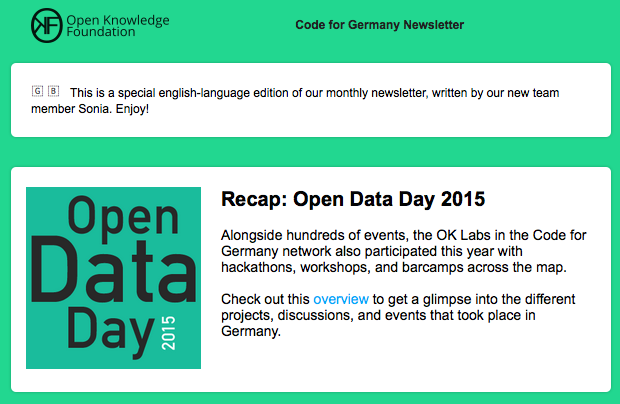 Open Knowledge
Foundation
Code for Germany Newsletter
🇬 🇧 This is a special english-language edition of our monthly newsletter, written by our new team
member Sonia. Enjoy!
Open
Data
Day 2015
Recap: Open Data Day 2015
Alongside hundreds of events, the OK Labs in the Code for
Germany network also participated this year with
hackathons, workshops, and barcamps across the map.
Check out this overview to get a glimpse into the different
projects, discussions, and events that took place in
Germany.